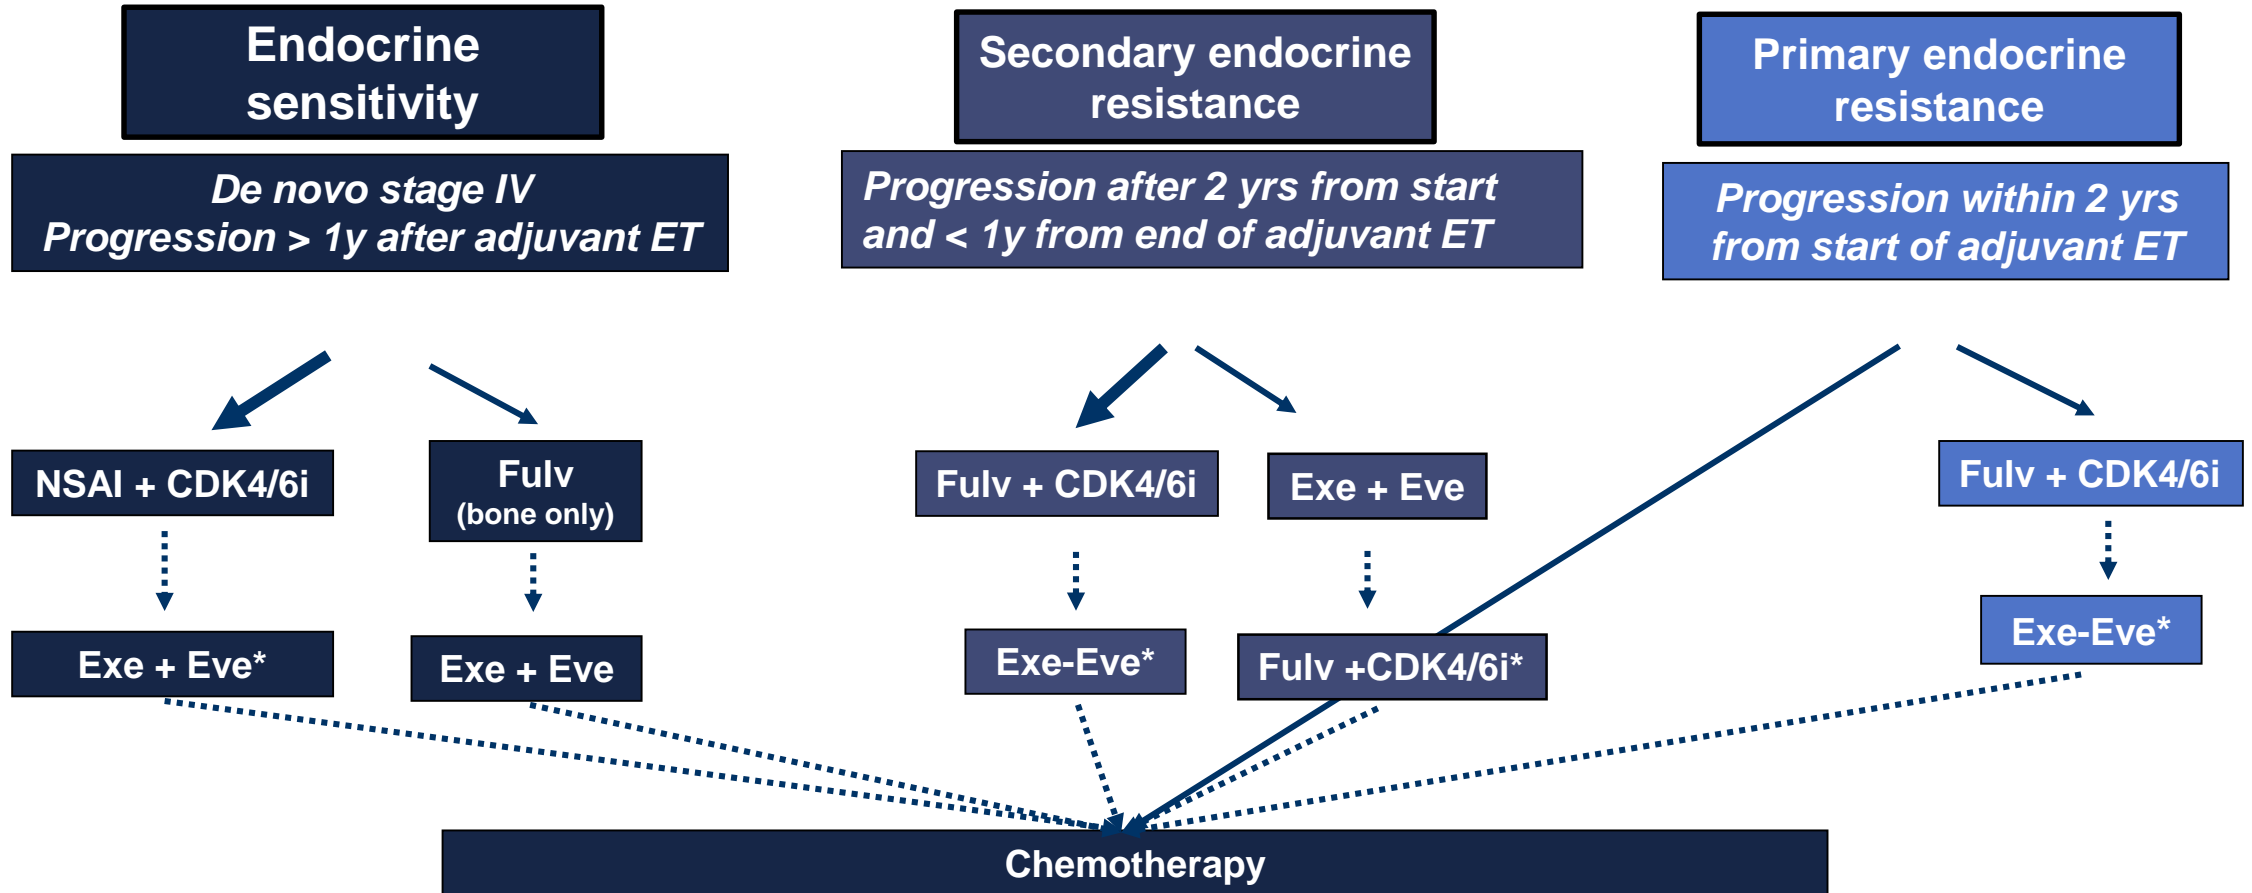 Endocrine
sensitivity
De novo stage IV
Progression > 1y after adjuvant ET
Secondary endocrine
resistance
Progression after 2 yrs from start
and < 1y from end of adjuvant ET
Primary endocrine
resistance
Progression within 2 yrs
from start of adjuvant ET
NSAI + CDK4/6i
Fulv
(bone only)
Fulv + CDK4/6i
Exe + Eve
Fulv + CDK4/6i
Exe + Eve*
Exe + Eve
Exe-Eve*
Fulv +CDK4/6i*
Exe-Eve*
Chemotherapy